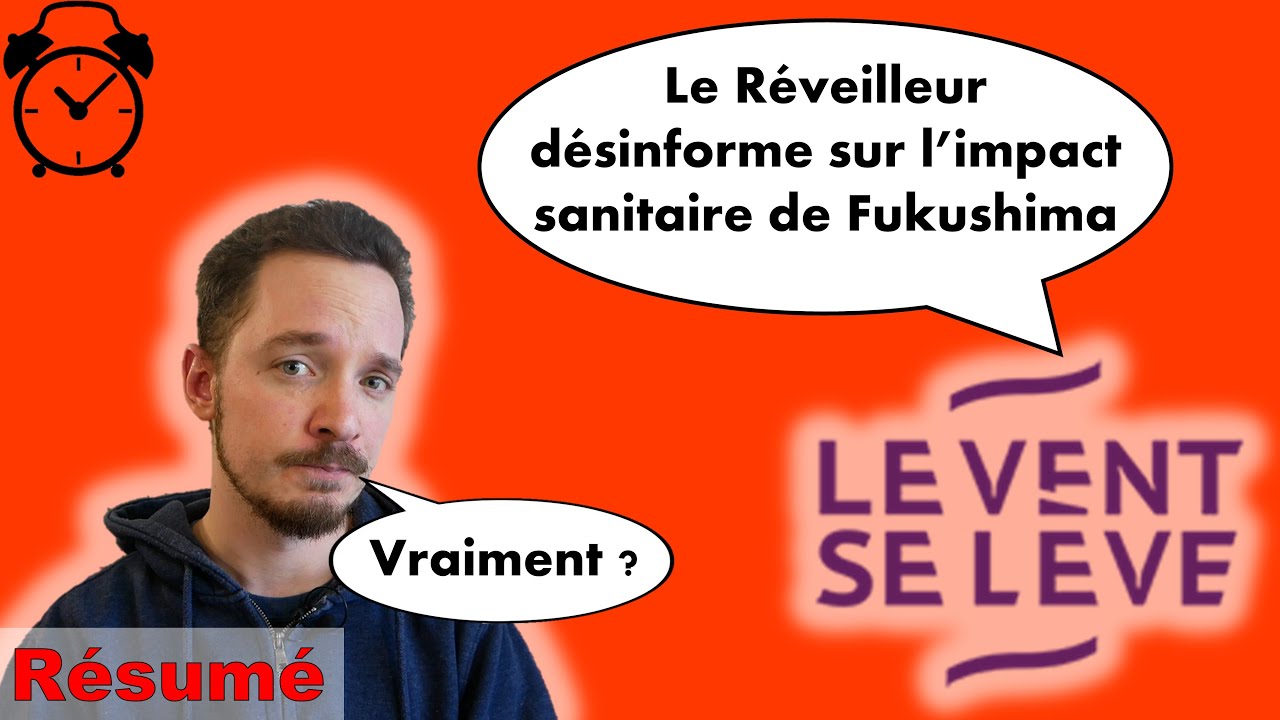 Le Réveilleur
désinforme sur l’impact
sanitaire de Fukushima
Vraiment ?
LE VENT
SE LEVE
Résumé